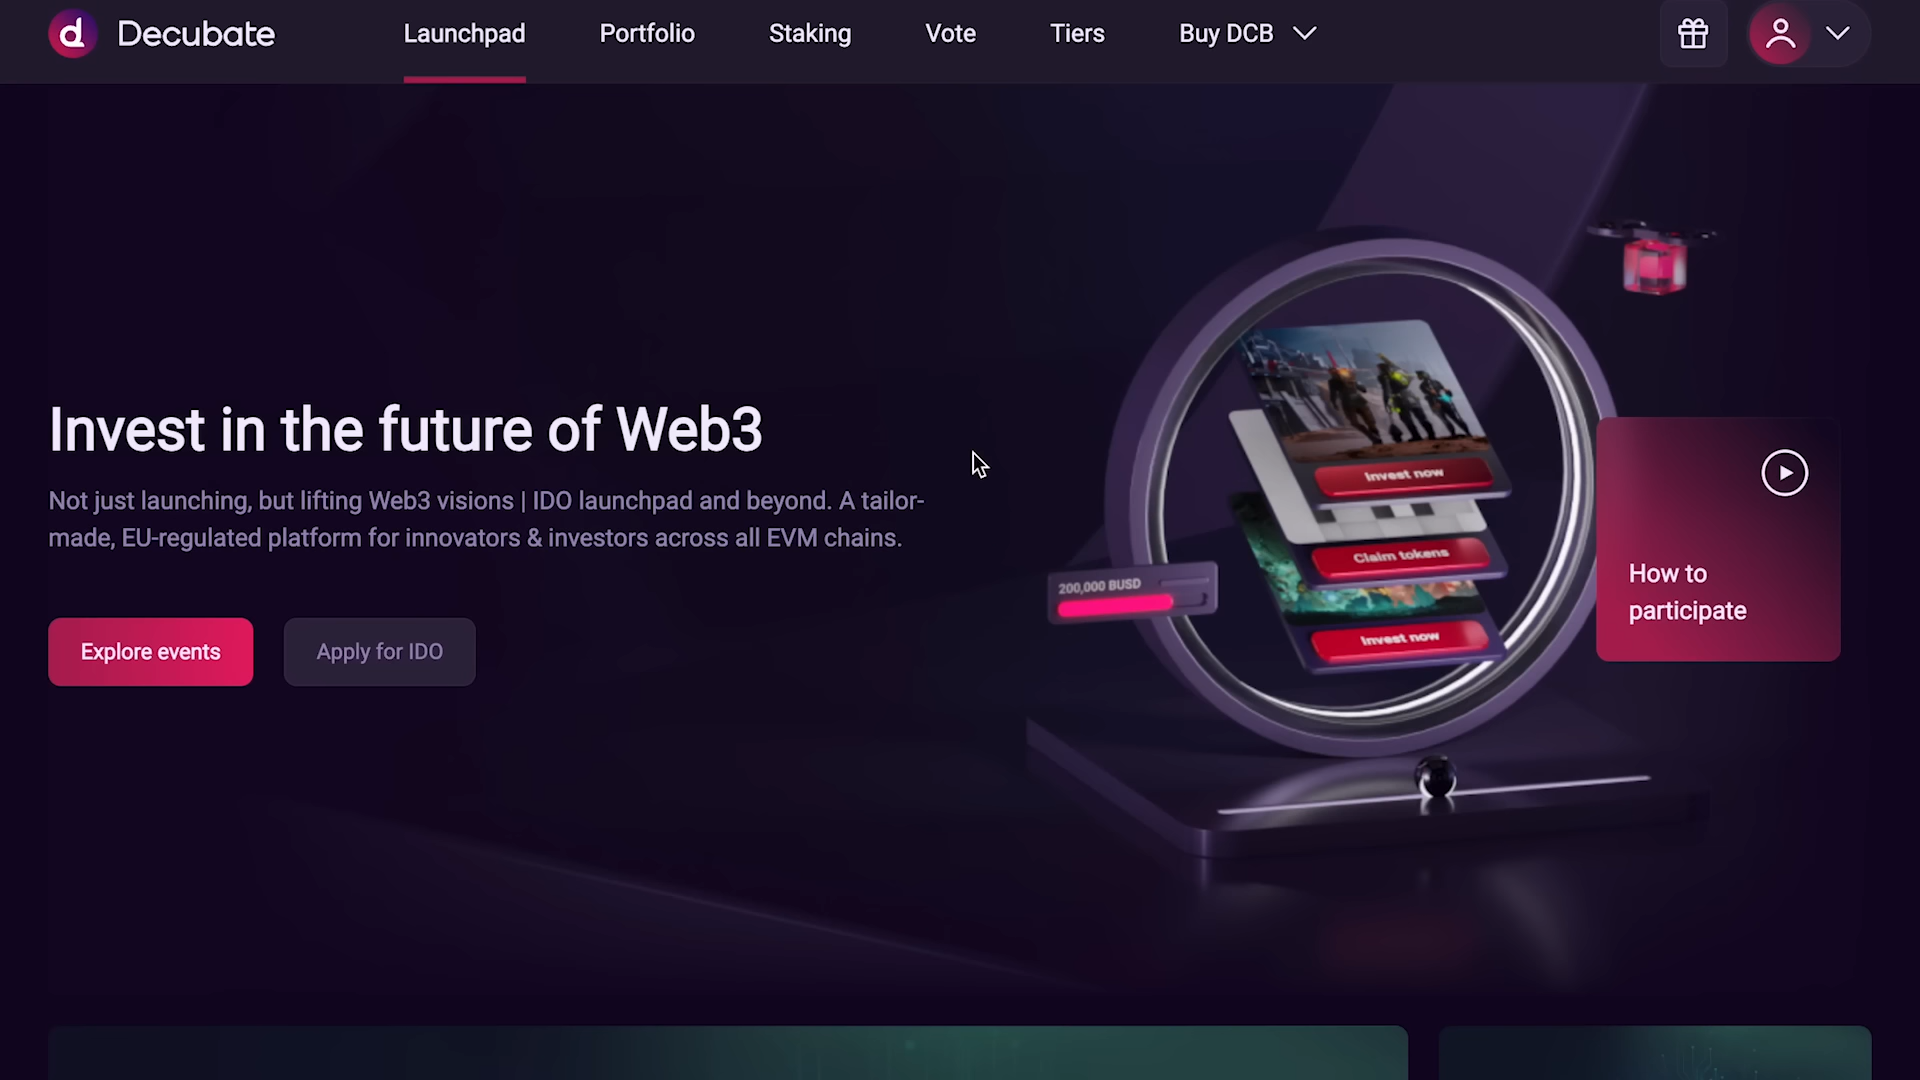 Decubate
Launchpad
Portfolio
Staking
Vote
Tiers
Buy DCB
Invest in the future of Web3
Not just launching, but lifting Web3 visions | IDO launchpad and beyond. A tailor-
made, EU-regulated platform for innovators & investors across all EVM chains.
Explore events
Apply for IDO
Invest now
Claim tokens
200,000 BUSD
Invest now
How to
participate